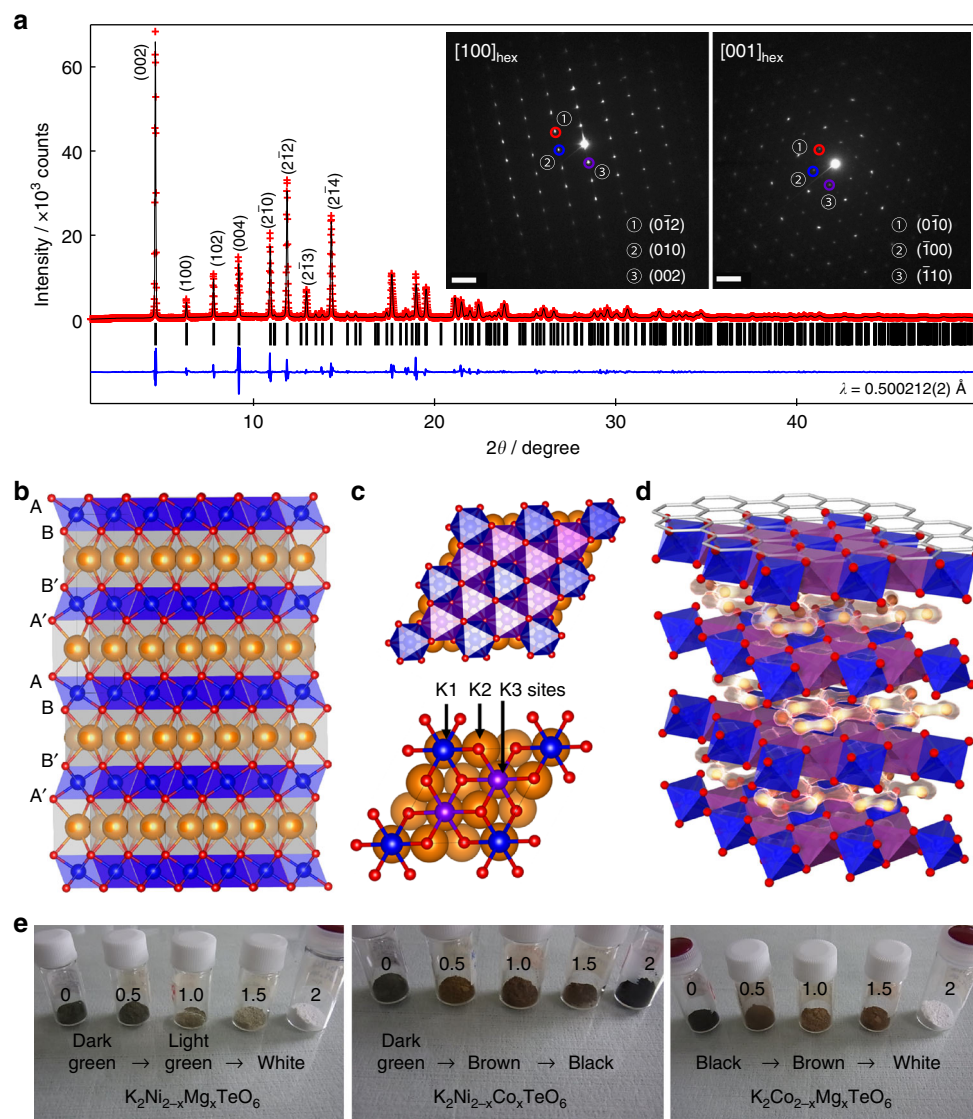 a
Intensity / ×10³ counts
60
40
20
0
(002)
(100)
(102)
(004)
(21̄0)
(21̄2)
(21̄3)
(21̄4)
[100]hex
①
②
③
① (01̄2)
② (010)
③ (002)
[001]hex
①
②
③
① (01̄0)
② (1̄00)
③ (1̄10)
λ = 0.500212(2) Å
10 20 30 40
2θ / degree
b
A
B
B′
A′
A
B
B′
A′
c
K1 K2 K3 sites
d
e
0 0.5 1.0 1.5 2
Dark green → Light green → White
K₂Ni₂₋ₓMgₓTeO₆
0 0.5 1.0 1.5 2
Dark green → Brown → Black
K₂Ni₂₋ₓCoₓTeO₆
0 0.5 1.0 1.5 2
Black → Brown → White
K₂Co₂₋ₓMgₓTeO₆